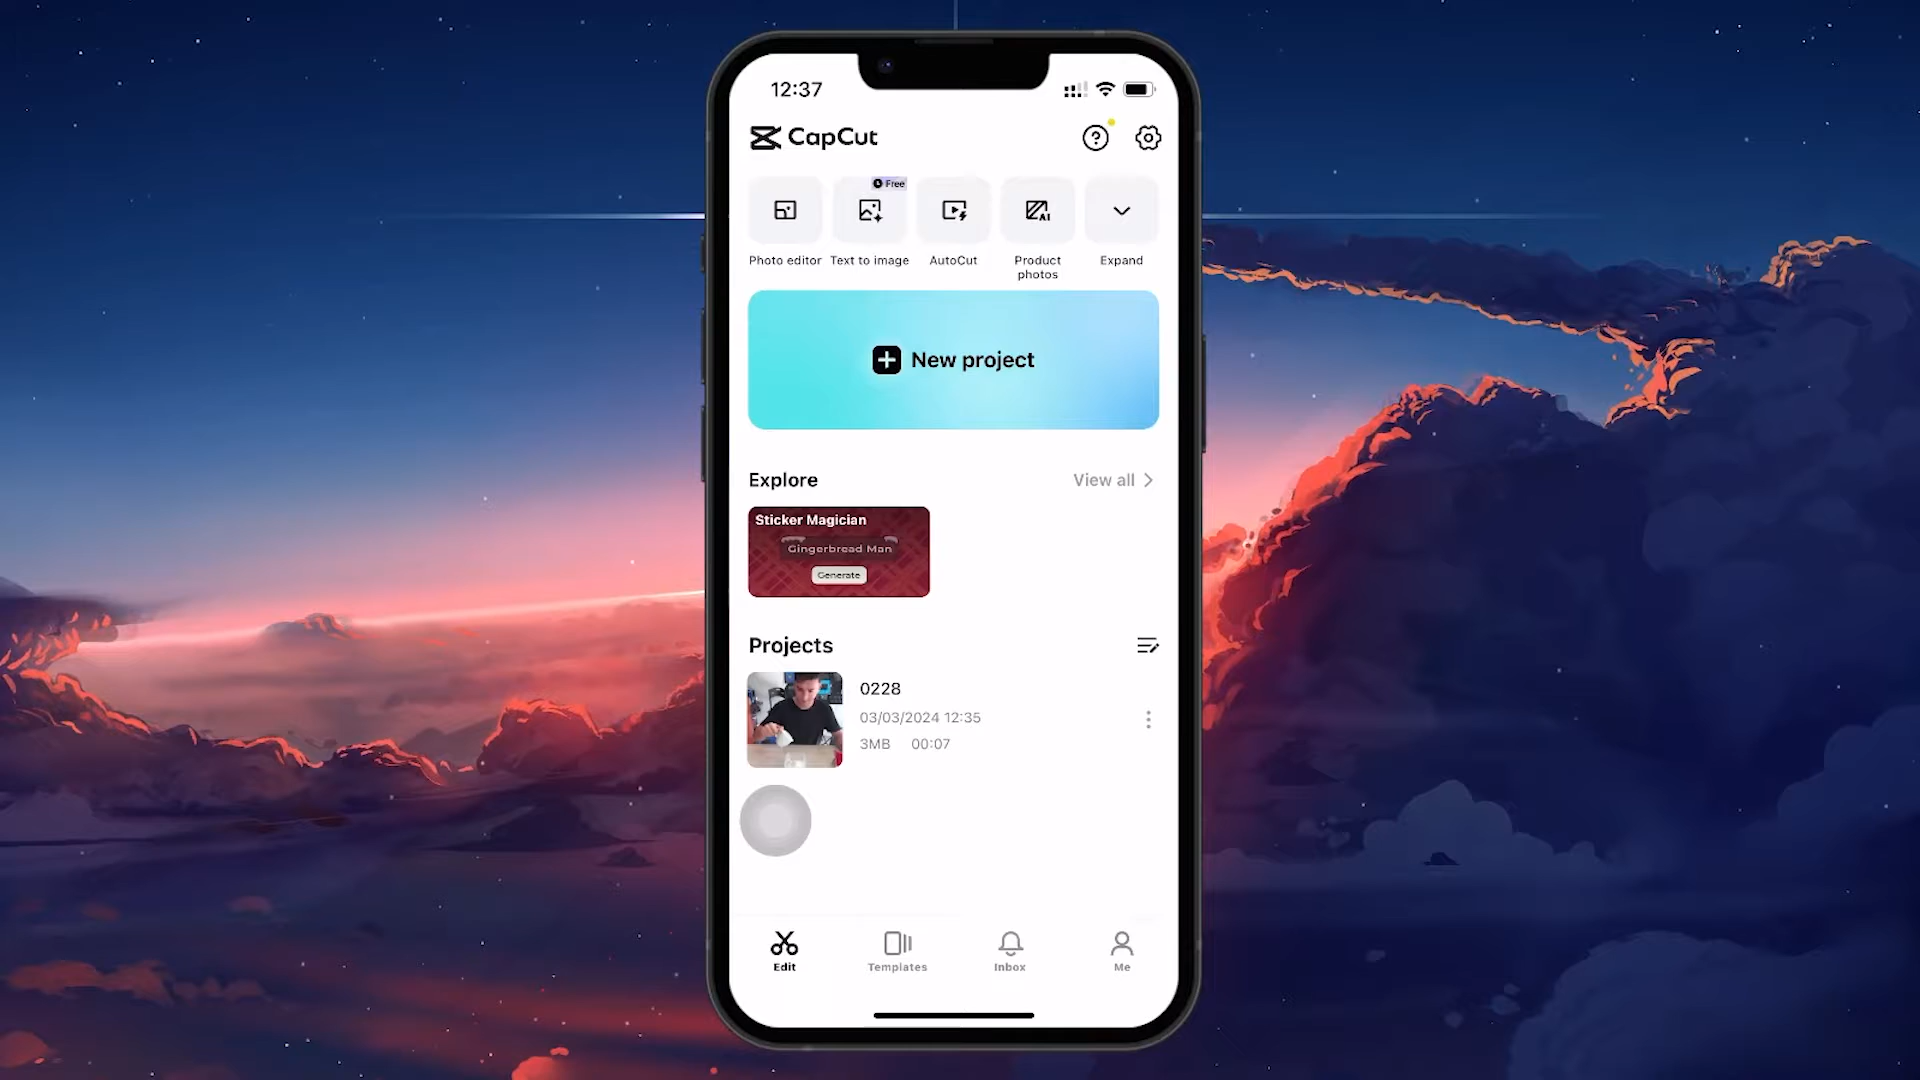 12:37
CapCut
Free
Photo editor
Text to image
AutoCut
Product
photos
AI
Expand
New project
Explore
View all
Sticker Magician
Gingerbread Man
Generate
Projects
0228
03/03/2024 12:35
3MB 00:07
Edit
Templates
Inbox
Me